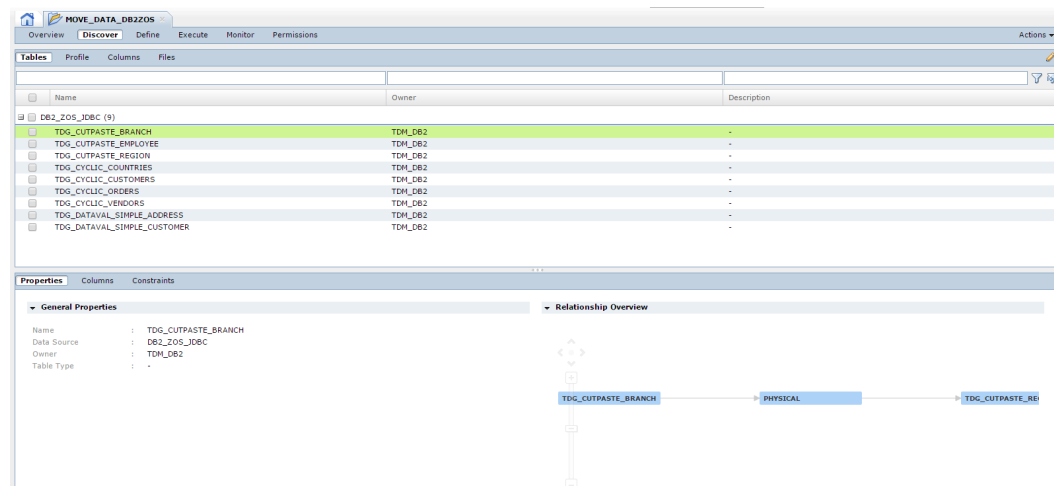 MOVE_DATA_DB2ZOS
Overview Discover Define Execute Monitor Permissions Actions
Tables Profile Columns Files
Name Owner Description
DB2_ZOS_JDBC (9)
TDG_CUTPASTE_BRANCH TDM_DB2 -
TDG_CUTPASTE_EMPLOYEE TDM_DB2 -
TDG_CUTPASTE_REGION TDM_DB2 -
TDG_CYCLIC_COUNTRIES TDM_DB2 -
TDG_CYCLIC_CUSTOMERS TDM_DB2 -
TDG_CYCLIC_ORDERS TDM_DB2 -
TDG_CYCLIC_VENDORS TDM_DB2 -
TDG_DATAVAL_SIMPLE_ADDRESS TDM_DB2 -
TDG_DATAVAL_SIMPLE_CUSTOMER TDM_DB2 -
Properties Columns Constraints
General Properties
Name : TDG_CUTPASTE_BRANCH
Data Source : DB2_ZOS_JDBC
Owner : TDM_DB2
Table Type : -
Relationship Overview
TDG_CUTPASTE_BRANCH PHYSICAL TDG_CUTPASTE_RE